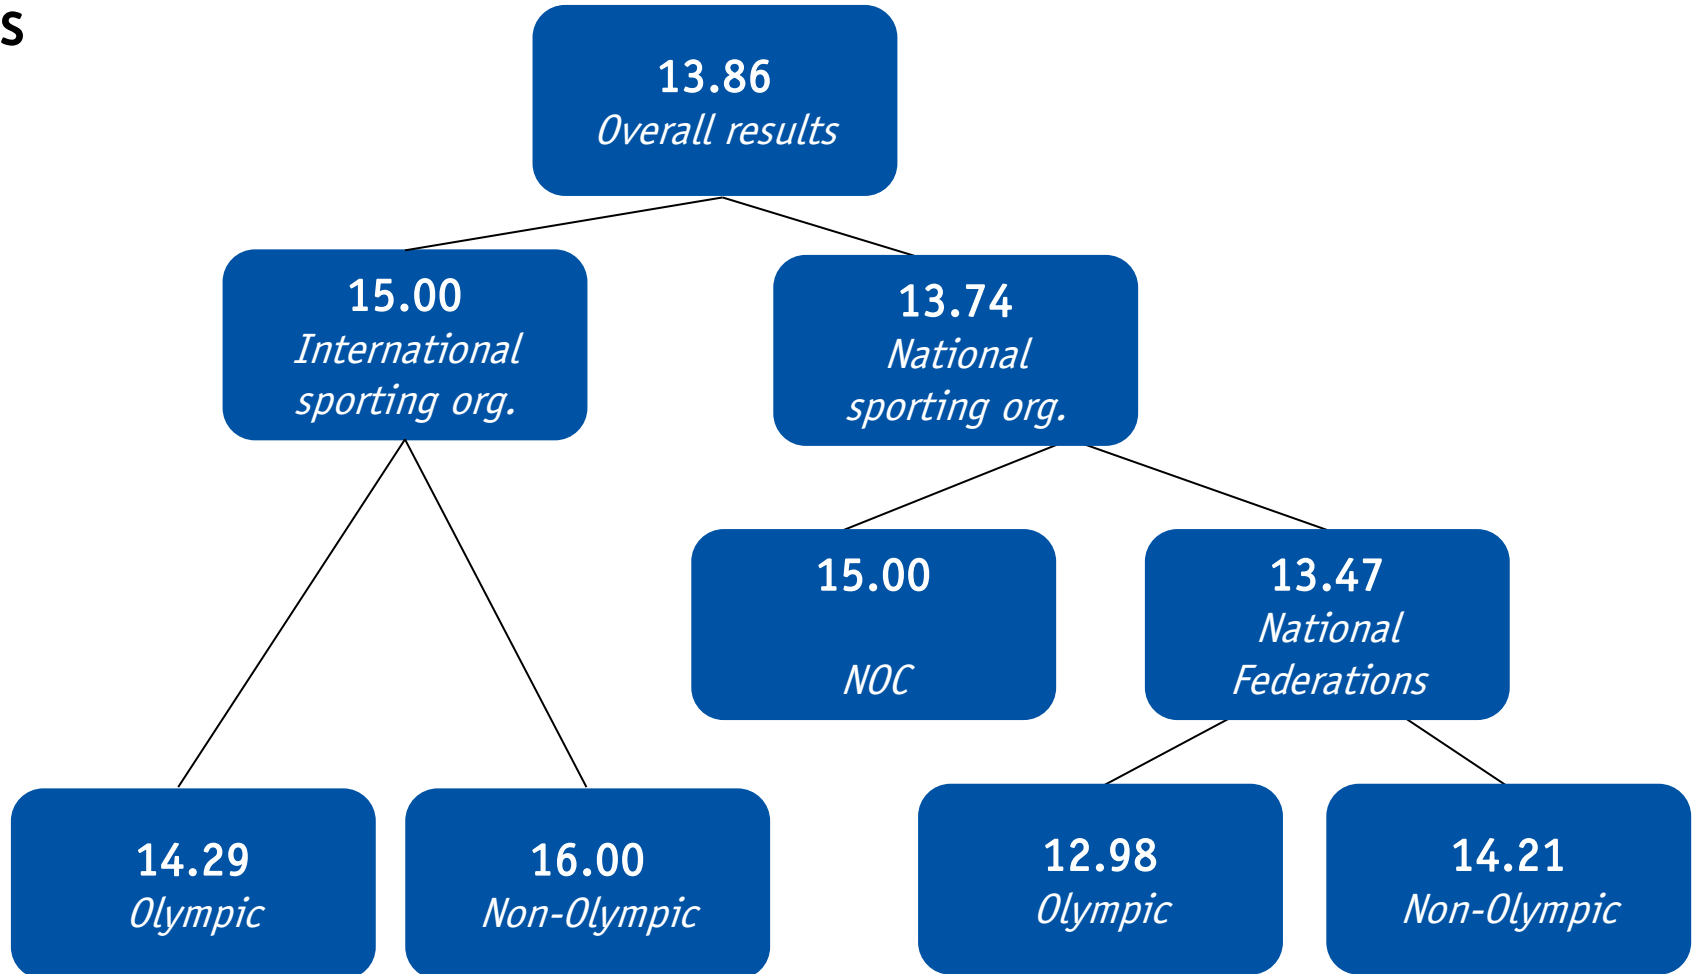 S
13.86
Overall results
15.00
International
sporting org.
13.74
National
sporting org.
15.00
NOC
13.47
National
Federations
14.29
Olympic
16.00
Non-Olympic
12.98
Olympic
14.21
Non-Olympic